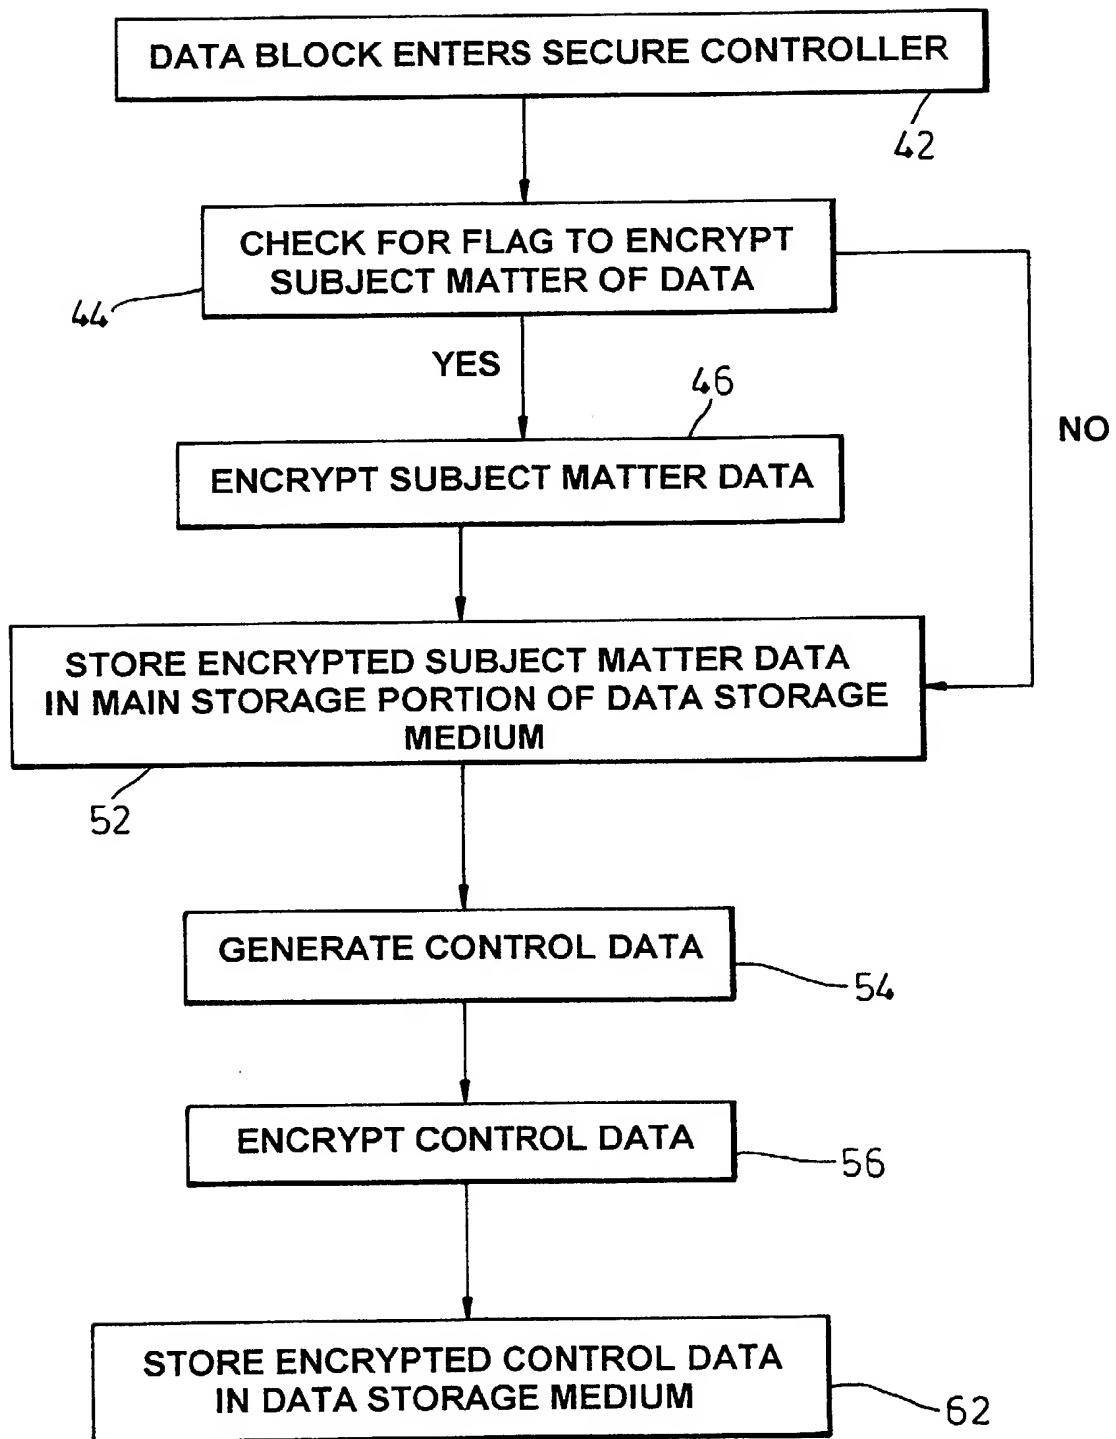 DATA BLOCK ENTERS SECURE CONTROLLER
42
CHECK FOR FLAG TO ENCRYPT
SUBJECT MATTER OF DATA
44
YES
46
NO
ENCRYPT SUBJECT MATTER DATA
STORE ENCRYPTED SUBJECT MATTER DATA
IN MAIN STORAGE PORTION OF DATA STORAGE
MEDIUM
52
GENERATE CONTROL DATA
54
ENCRYPT CONTROL DATA
56
STORE ENCRYPTED CONTROL DATA
IN DATA STORAGE MEDIUM
62